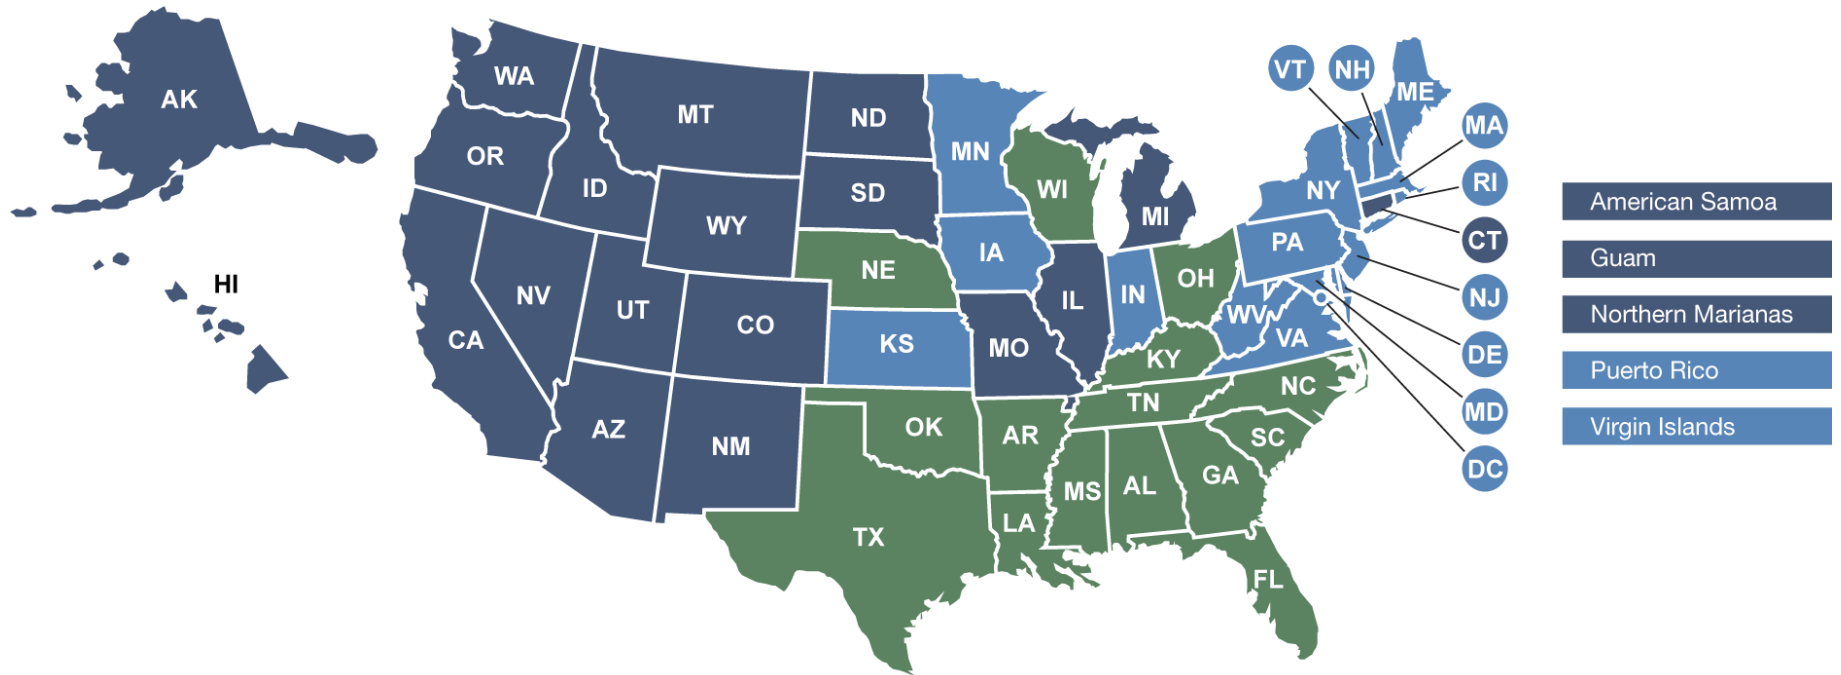 AK
HI
WA
OR
CA
ID
NV
MT
WY
UT
AZ
CO
NM
ND
SD
NE
KS
OK
TX
MN
IA
MO
AR
LA
WI
IL
MI
IN
OH
KY
TN
MS
AL
GA
FL
SC
NC
VA
WV
PA
NY
ME
VT
NH
MA
RI
CT
NJ
DE
MD
DC
American Samoa
Guam
Northern Marianas
Puerto Rico
Virgin Islands